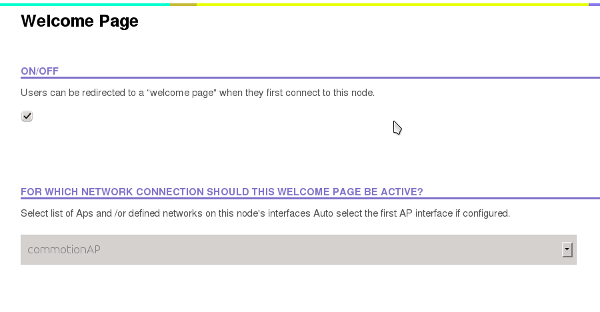 Welcome Page
ON/OFF
Users can be redirected to a "welcome page" when they first connect to this node.
FOR WHICH NETWORK CONNECTION SHOULD THIS WELCOME PAGE BE ACTIVE?
Select list of Aps and /or defined networks on this node's interfaces Auto select the first AP interface if configured.
commotionAP